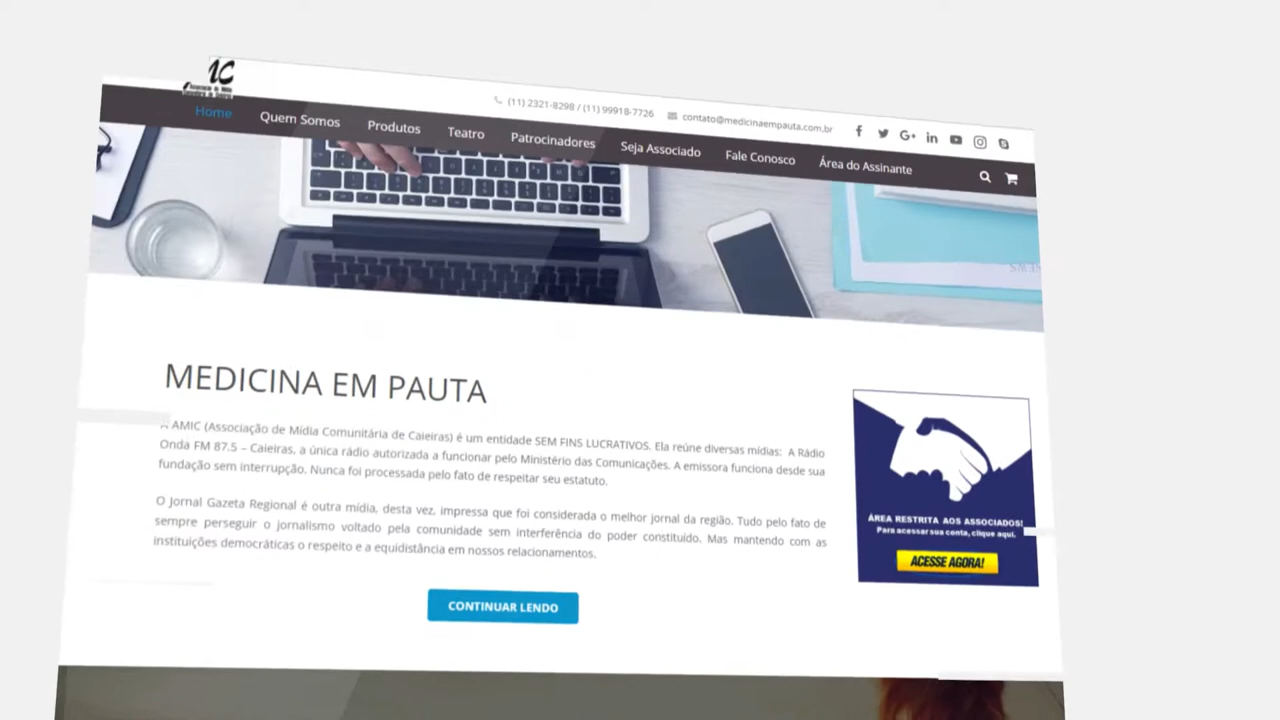 (11) 2321-8298 / (11) 99918-7726
contato@medicinaempauta.com.br
Home Quem Somos Produtos Teatro Patrocinadores Seja Associado Fale Conosco Área do Assinante
MEDICINA EM PAUTA
A AMIC (Associação de Mídia Comunitária de Caieiras) é um entidade SEM FINS LUCRATIVOS. Ela reúne diversas mídias: A Rádio
Onda FM 87.5 – Caieiras, a única rádio autorizada a funcionar pelo Ministério das Comunicações. A emissora funciona desde sua
fundação sem interrupção. Nunca foi processada pelo fato de respeitar seu estatuto.
O Jornal Gazeta Regional é outra mídia, desta vez, impressa que foi considerada o melhor jornal da região. Tudo pelo fato de
sempre perseguir o jornalismo voltado pela comunidade sem interferência do poder constituído. Mas mantendo com as
instituições democráticas o respeito e a equidistância em nossos relacionamentos.
CONTINUAR LENDO
ÁREA RESTRITA AOS ASSOCIADOS!
Para acessar sua conta, clique aqui.
ACESSE AGORA!